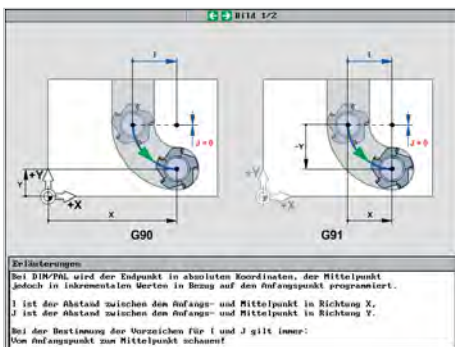 Bild 1/2
I
I
J = 0
J = 0
-Y
Y
+Y
+Y
+X
+X
X
X
G90
G91
Erläuterungen
Bei DIN/PAL wird der Endpunkt in absoluten Koordinaten, der Mittelpunkt
jedoch in inkrementalen Werten in Bezug auf den Anfangspunkt programmiert.
I ist der Abstand zwischen dem Anfangs- und Mittelpunkt in Richtung X,
J ist der Abstand zwischen dem Anfangs- und Mittelpunkt in Richtung Y.
Bei der Bestimmung der Vorzeichen für I und J gilt immer:
Vom Anfangspunkt zum Mittelpunkt schauen!